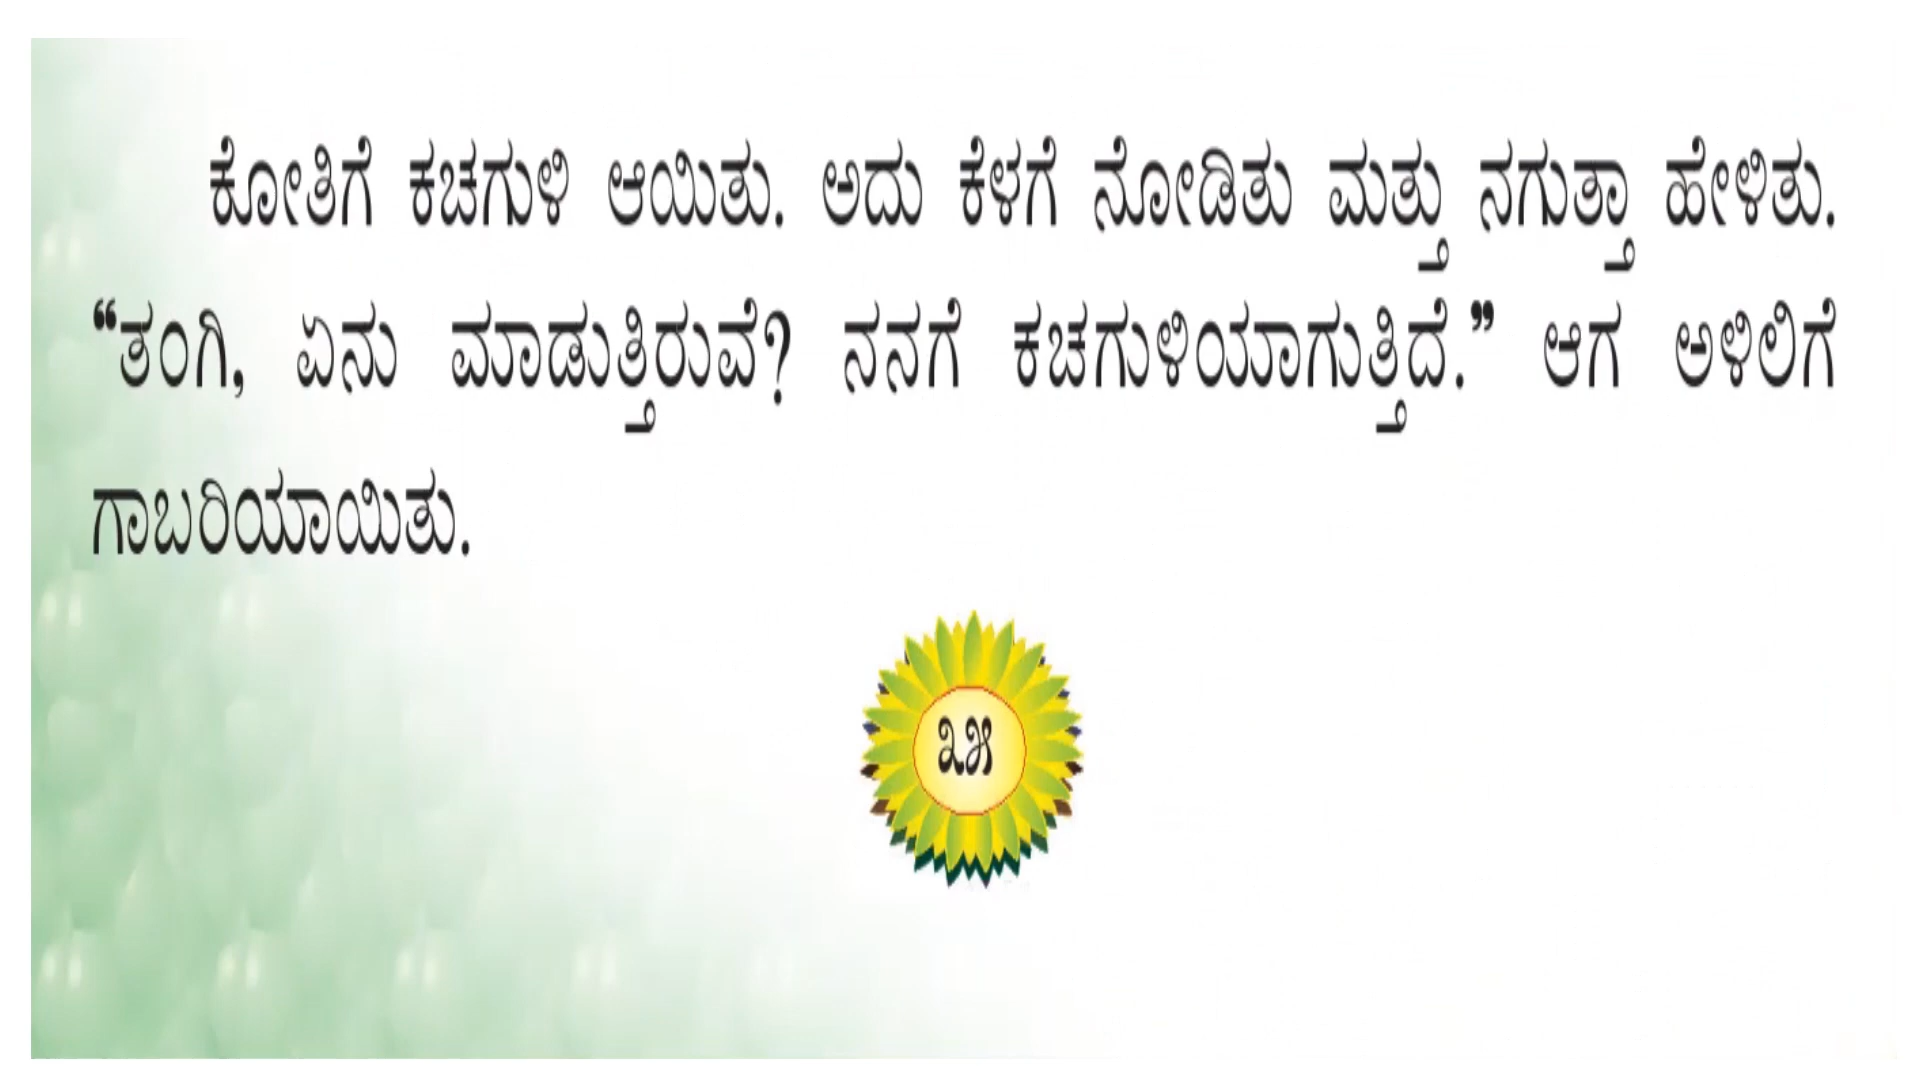 ಕೋತಿಗೆ ಕಚಗುಳಿ ಆಯಿತು. ಅದು ಕೆಳಗೆ ನೋಡಿತು ಮತ್ತು ನಗುತ್ತಾ ಹೇಳಿತು.
“ತಂಗಿ, ಏನು ಮಾಡುತ್ತಿರುವೆ? ನನಗೆ ಕಚಗುಳಿಯಾಗುತ್ತಿದೆ.” ಆಗ ಅಳಿಲಿಗೆ
ಗಾಬರಿಯಾಯಿತು.
೩೫